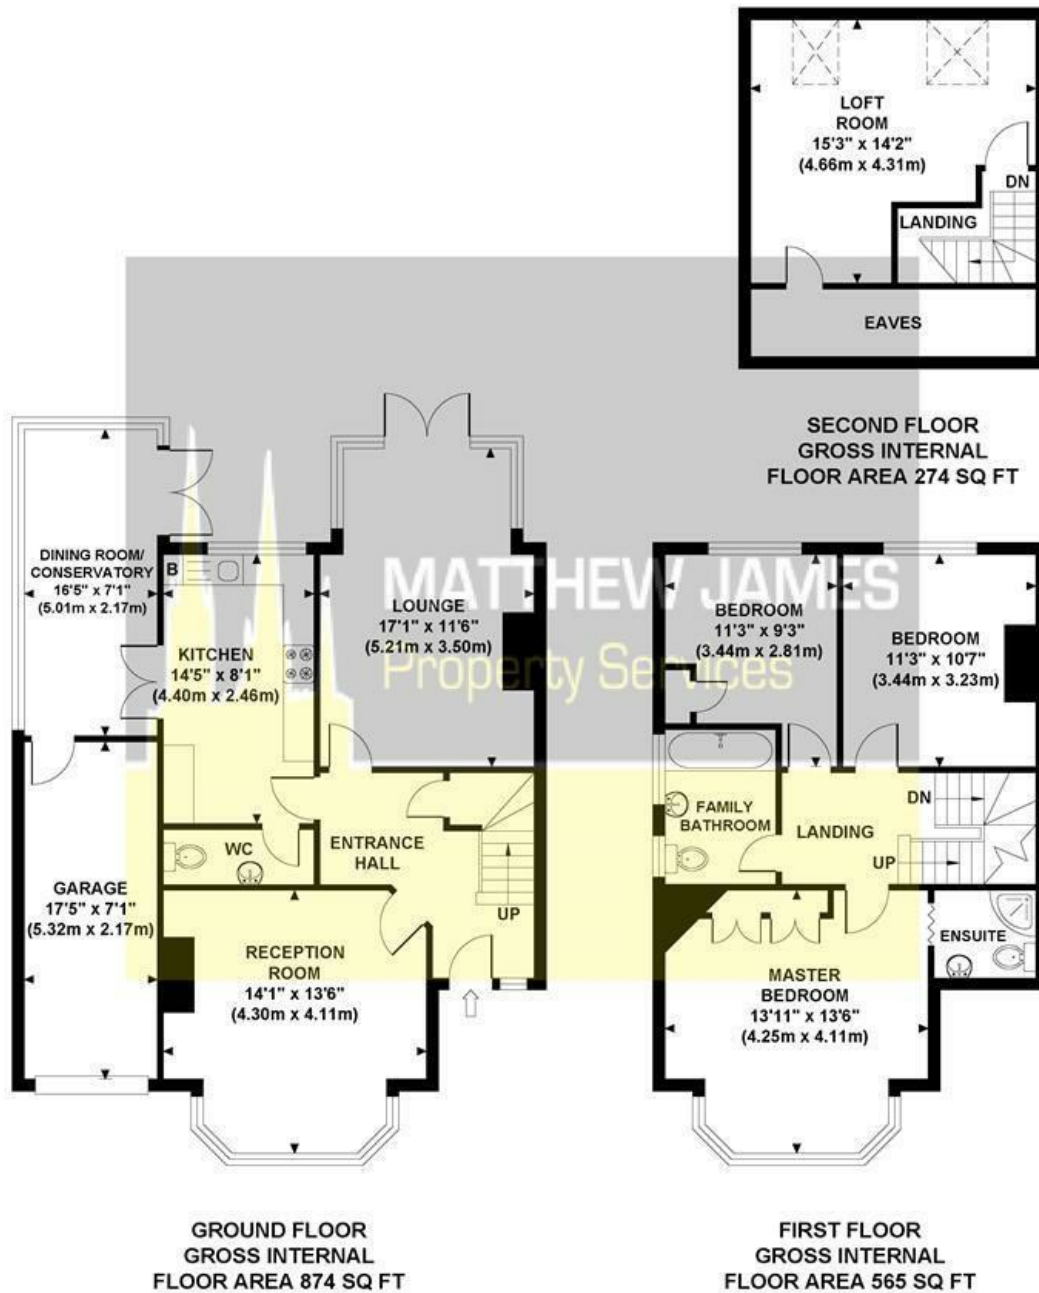 LOFT
ROOM
15'3" x 14'2"
(4.66m x 4.31m)
DN
LANDING
EAVES
SECOND FLOOR
GROSS INTERNAL
FLOOR AREA 274 SQ FT
MATTHEW JAMES
Property Services
DINING ROOM/
CONSERVATORY
16'5" x 7'1"
(5.01m x 2.17m)
B
KITCHEN
14'5" x 8'1"
(4.40m x 2.46m)
LOUNGE
17'1" x 11'6"
(5.21m x 3.50m)
WC
ENTRANCE
HALL
UP
GARAGE
17'5" x 7'1"
(5.32m x 2.17m)
RECEPTION
ROOM
14'1" x 13'6"
(4.30m x 4.11m)
GROUND FLOOR
GROSS INTERNAL
FLOOR AREA 874 SQ FT
BEDROOM
11'3" x 9'3"
(3.44m x 2.81m)
BEDROOM
11'3" x 10'7"
(3.44m x 3.23m)
FAMILY
BATHROOM
LANDING
DN
UP
ENSUITE
MASTER
BEDROOM
13'11" x 13'6"
(4.25m x 4.11m)
FIRST FLOOR
GROSS INTERNAL
FLOOR AREA 565 SQ FT